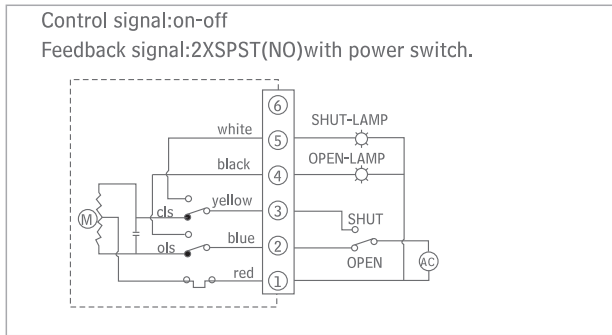 Control signal:on-off
Feedback signal:2XSPST(NO)with power switch.
6
SHUT-LAMP
white
5
OPEN-LAMP
black
4
yellow
3
cls
SHUT
M
blue
2
ols
OPEN
AC
red
1